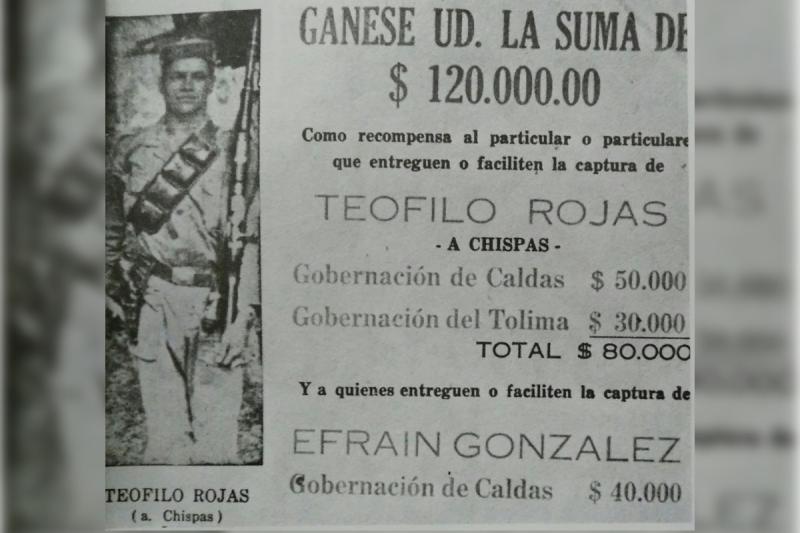 GANESE UD. LA SUMA DE
$ 120.000.00
Como recompensa al particular o particulare
que entreguen o faciliten la captura de
TEOFILO ROJAS
- A CHISPAS -
Gobernación de Caldas $ 50.000
Gobernación del Tolima $ 30.000
TOTAL $ 80.000
Y a quienes entreguen o faciliten la captura de
EFRAIN GONZALEZ
Gobernación de Caldas $ 40.000
TEOFILO ROJAS
(a. Chispas)